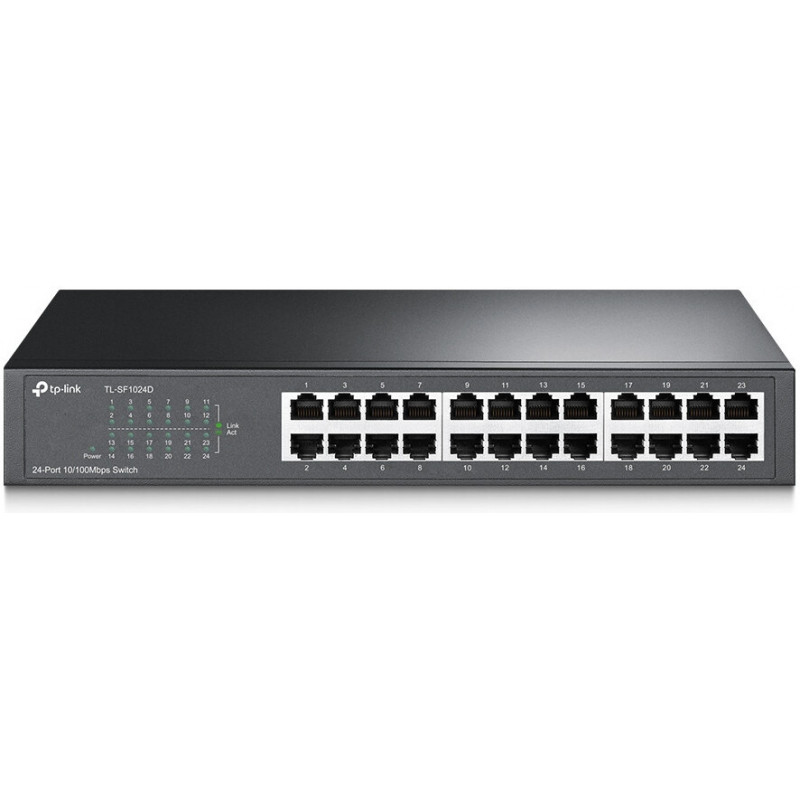 tp-link
TL-SF1024D
1 3 5 7 9 11
2 4 6 8 10 12
13 15 17 19 21 23
Power 14 16 18 20 22 24
Link
Act
24-Port 10/100Mbps Switch
1 3 5 7 9 11 13 15 17 19 21 23
2 4 6 8 10 12 14 16 18 20 22 24